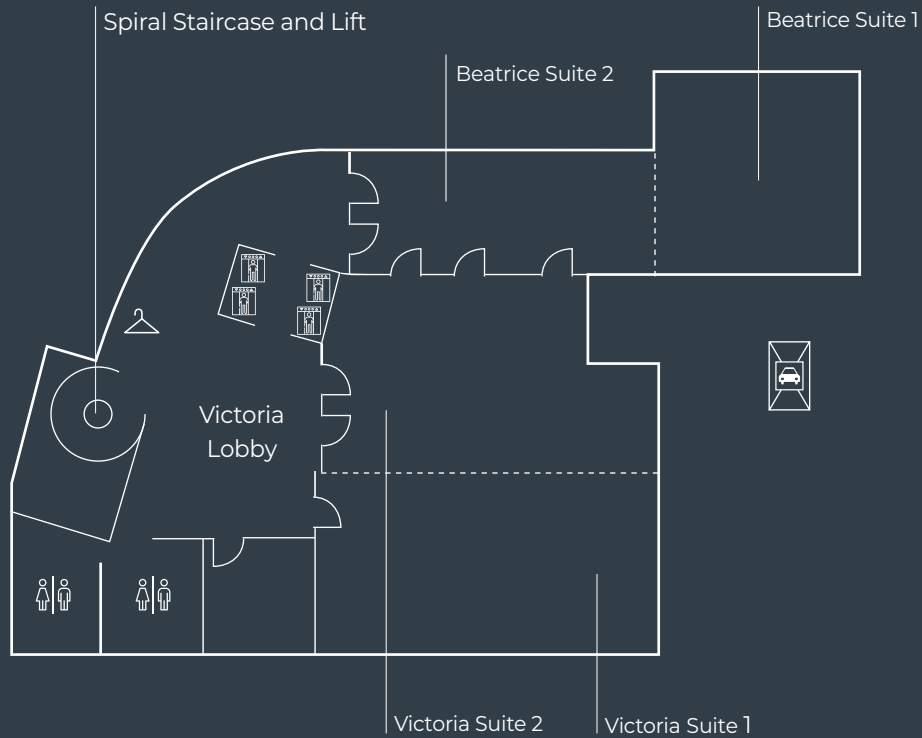 Spiral Staircase and Lift
Beatrice Suite 1
Beatrice Suite 2
Victoria
Lobby
Victoria Suite 2
Victoria Suite 1